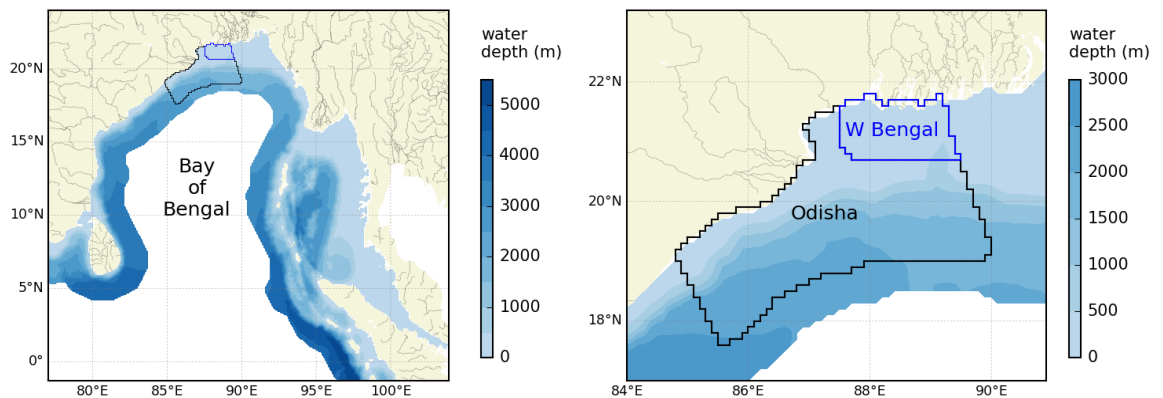 water
depth (m)
20°N
15°N
10°N
5°N
0°
80°E
85°E
90°E
95°E
100°E
Bay
of
Bengal
5000
4000
3000
2000
1000
0
water
depth (m)
22°N
20°N
18°N
84°E
86°E
88°E
90°E
W Bengal
Odisha
3000
2500
2000
1500
1000
500
0